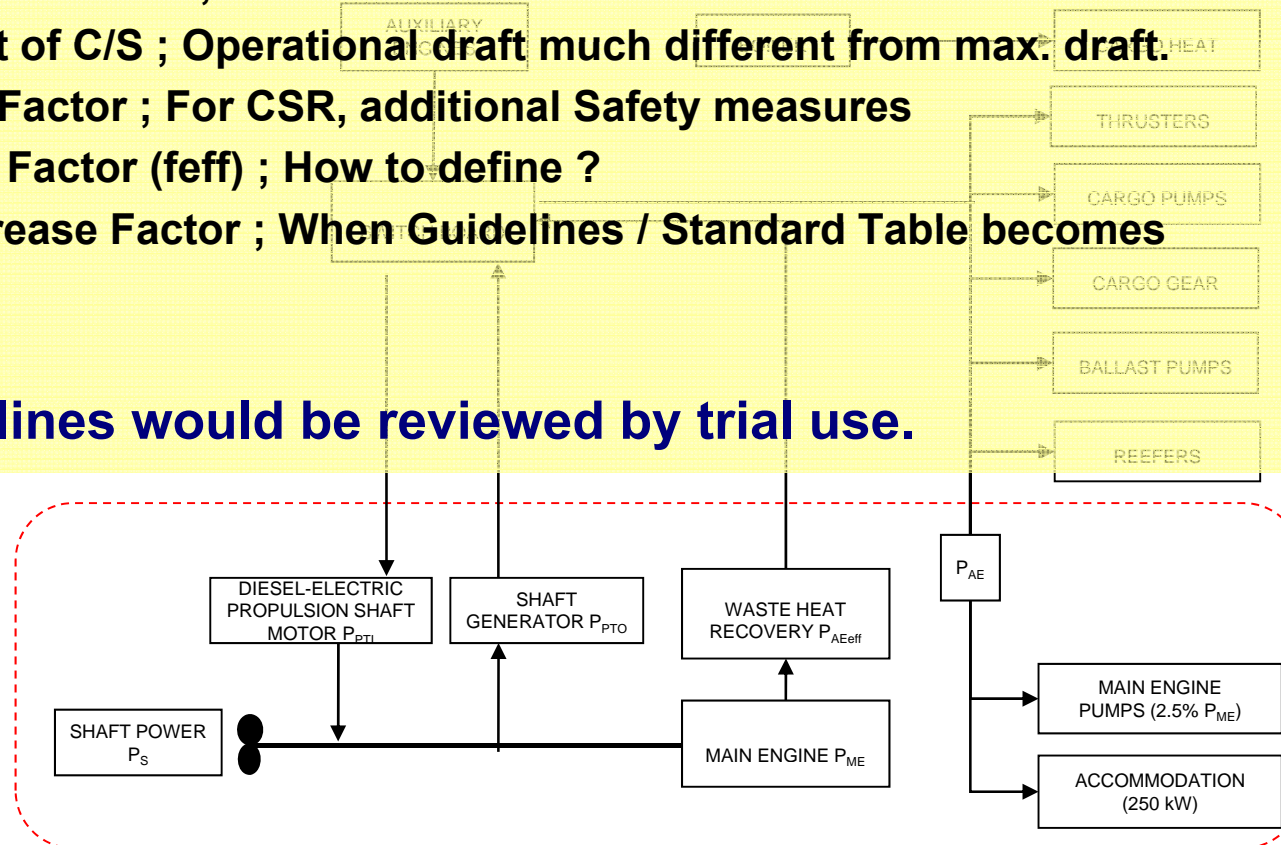 AUXILIARY
ENGINES
CARGO HEAT
t of C/S ; Operational draft much different from max. draft.
Factor ; For CSR, additional Safety measures
THRUSTERS
Factor (feff) ; How to define ?
CARGO PUMPS
rease Factor ; When Guidelines / Standard Table becomes
CARGO GEAR
BALLAST PUMPS
lines would be reviewed by trial use.
REEFERS
DIESEL-ELECTRIC
PROPULSION SHAFT
MOTOR PPTI
SHAFT
GENERATOR PPTO
WASTE HEAT
RECOVERY PAEeff
PAE
SHAFT POWER
PS
MAIN ENGINE PME
MAIN ENGINE
PUMPS (2.5% PME)
ACCOMMODATION
(250 kW)